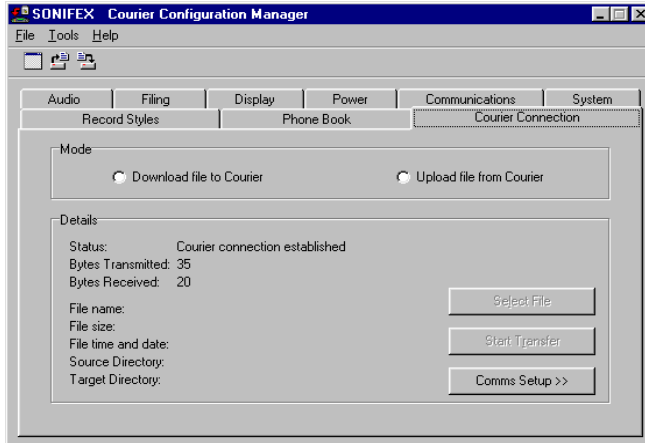 SONIFEX Courier Configuration Manager
File Tools Help
Audio Filing Display Power Communications System
Record Styles Phone Book Courier Connection
Mode
Download file to Courier Upload file from Courier
Details
Status: Courier connection established
Bytes Transmitted: 35
Bytes Received: 20
Select File
File name:
File size:
Start Transfer
File time and date:
Source Directory:
Target Directory:
Comms Setup >>